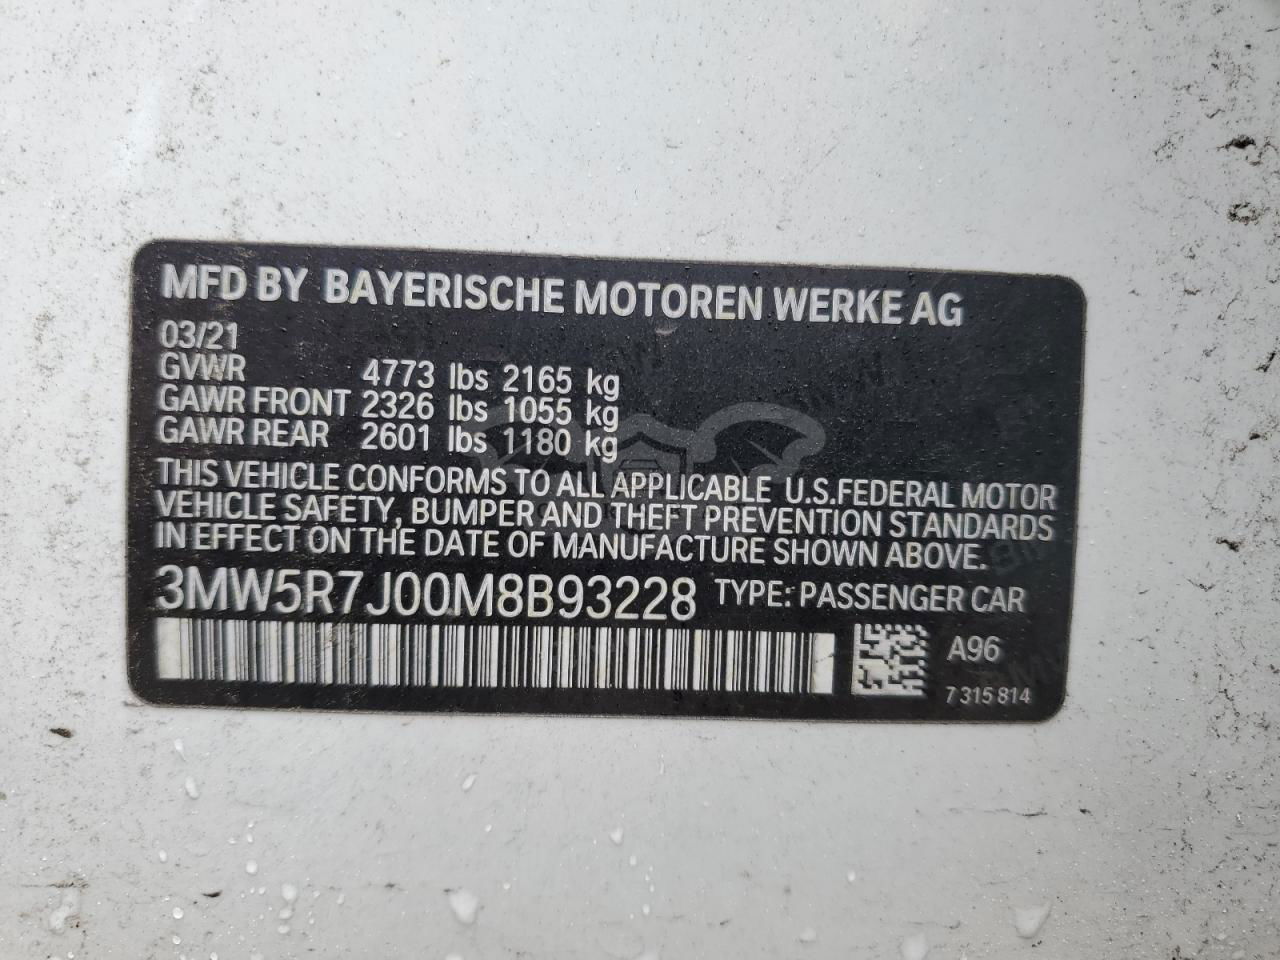 MFD BY BAYERISCHE MOTOREN WERKE AG
03/21
GVWR 4773 lbs 2165 kg
GAWR FRONT 2326 lbs 1055 kg
GAWR REAR 2601 lbs 1180 kg
THIS VEHICLE CONFORMS TO ALL APPLICABLE U.S.FEDERAL MOTOR
VEHICLE SAFETY, BUMPER AND THEFT PREVENTION STANDARDS
IN EFFECT ON THE DATE OF MANUFACTURE SHOWN ABOVE.
3MW5R7J00M8B93228 TYPE: PASSENGER CAR
A96
7 315 814